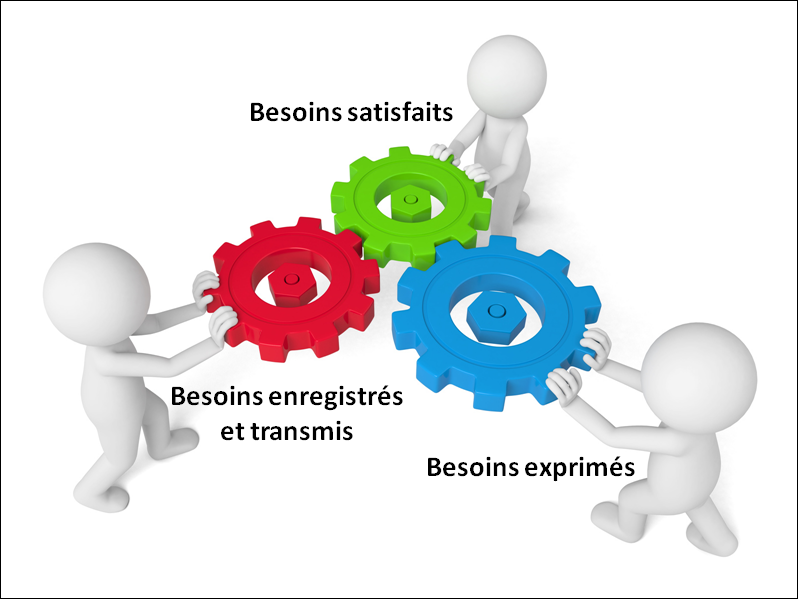 Besoins satisfaits
Besoins enregistrés
et transmis
Besoins exprimés